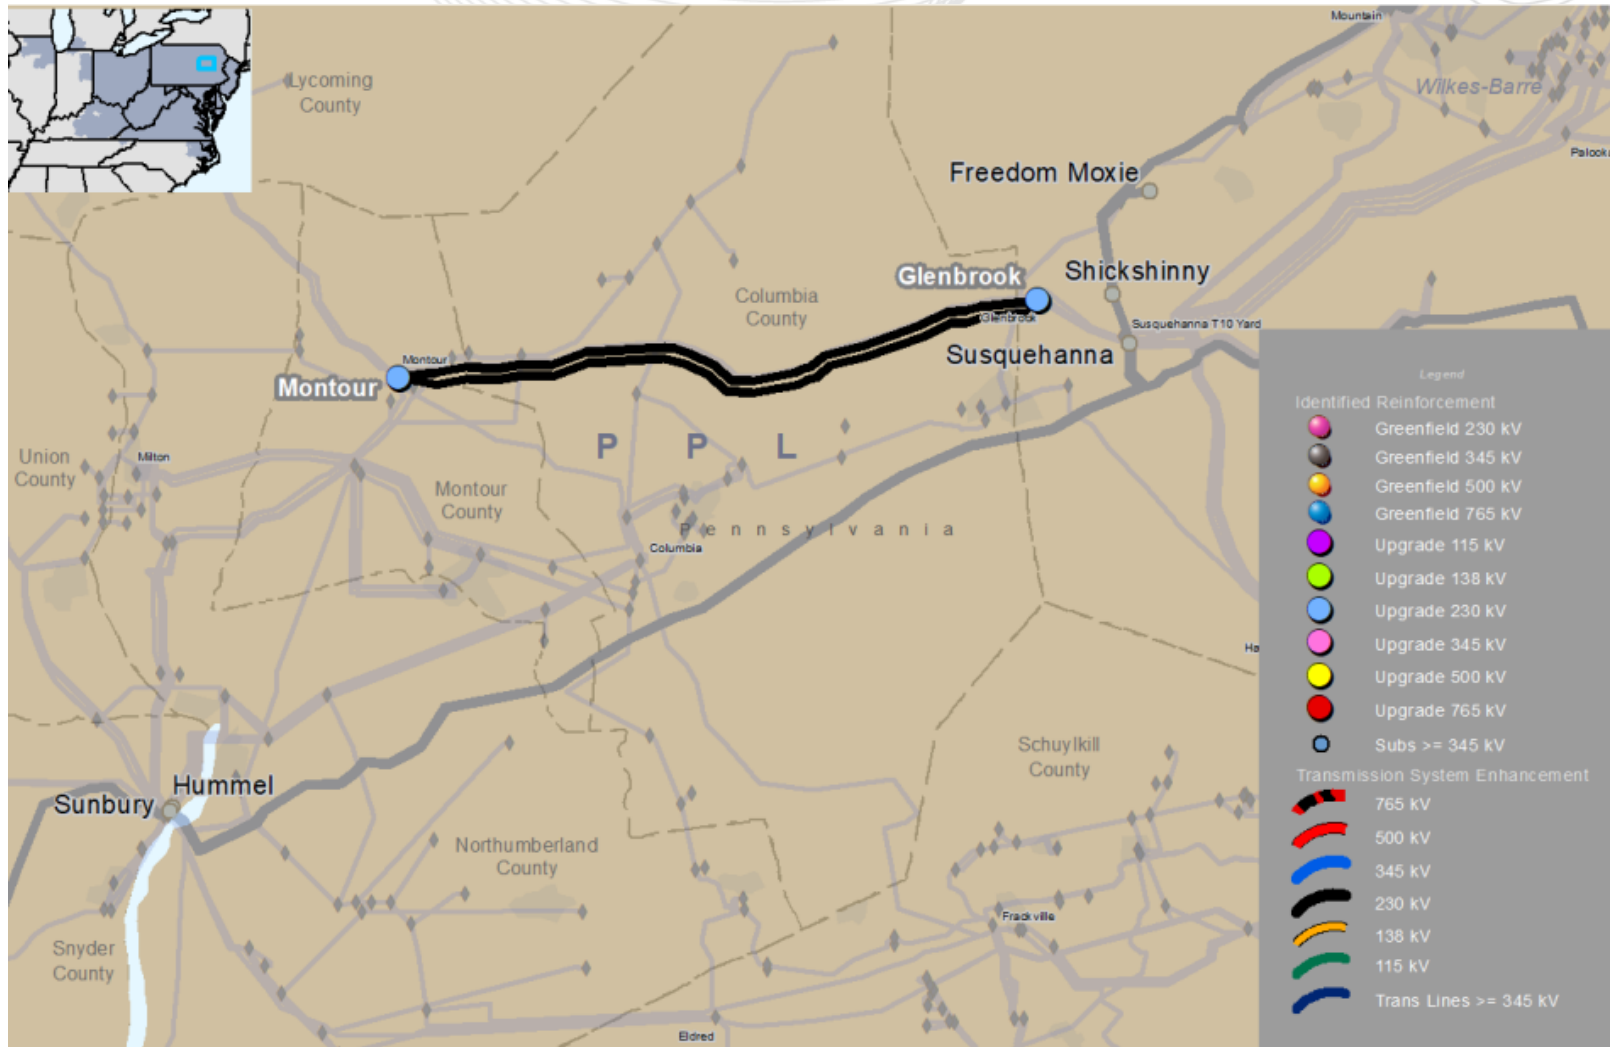 Mountain
Lycoming
County
Wilkes-Barre
Freedom Moxie
Glenbrook
Shickshinny
Columbia
County
Glenbrook
Susquehanna T10 Yard
Susquehanna
Montour
Montour
P P L
Union
County
Milton
Montour
County
Pennsylvania
Columbia
Schuylkill
County
Hummel
Sunbury
Northumberland
County
Frackville
Snyder
County
Eldred
Legend
Identified Reinforcement
Greenfield 230 kV
Greenfield 345 kV
Greenfield 500 kV
Greenfield 765 kV
Upgrade 115 kV
Upgrade 138 kV
Upgrade 230 kV
Upgrade 345 kV
Upgrade 500 kV
Upgrade 765 kV
Subs >= 345 kV
Transmission System Enhancement
765 kV
500 kV
345 kV
230 kV
138 kV
115 kV
Trans Lines >= 345 kV